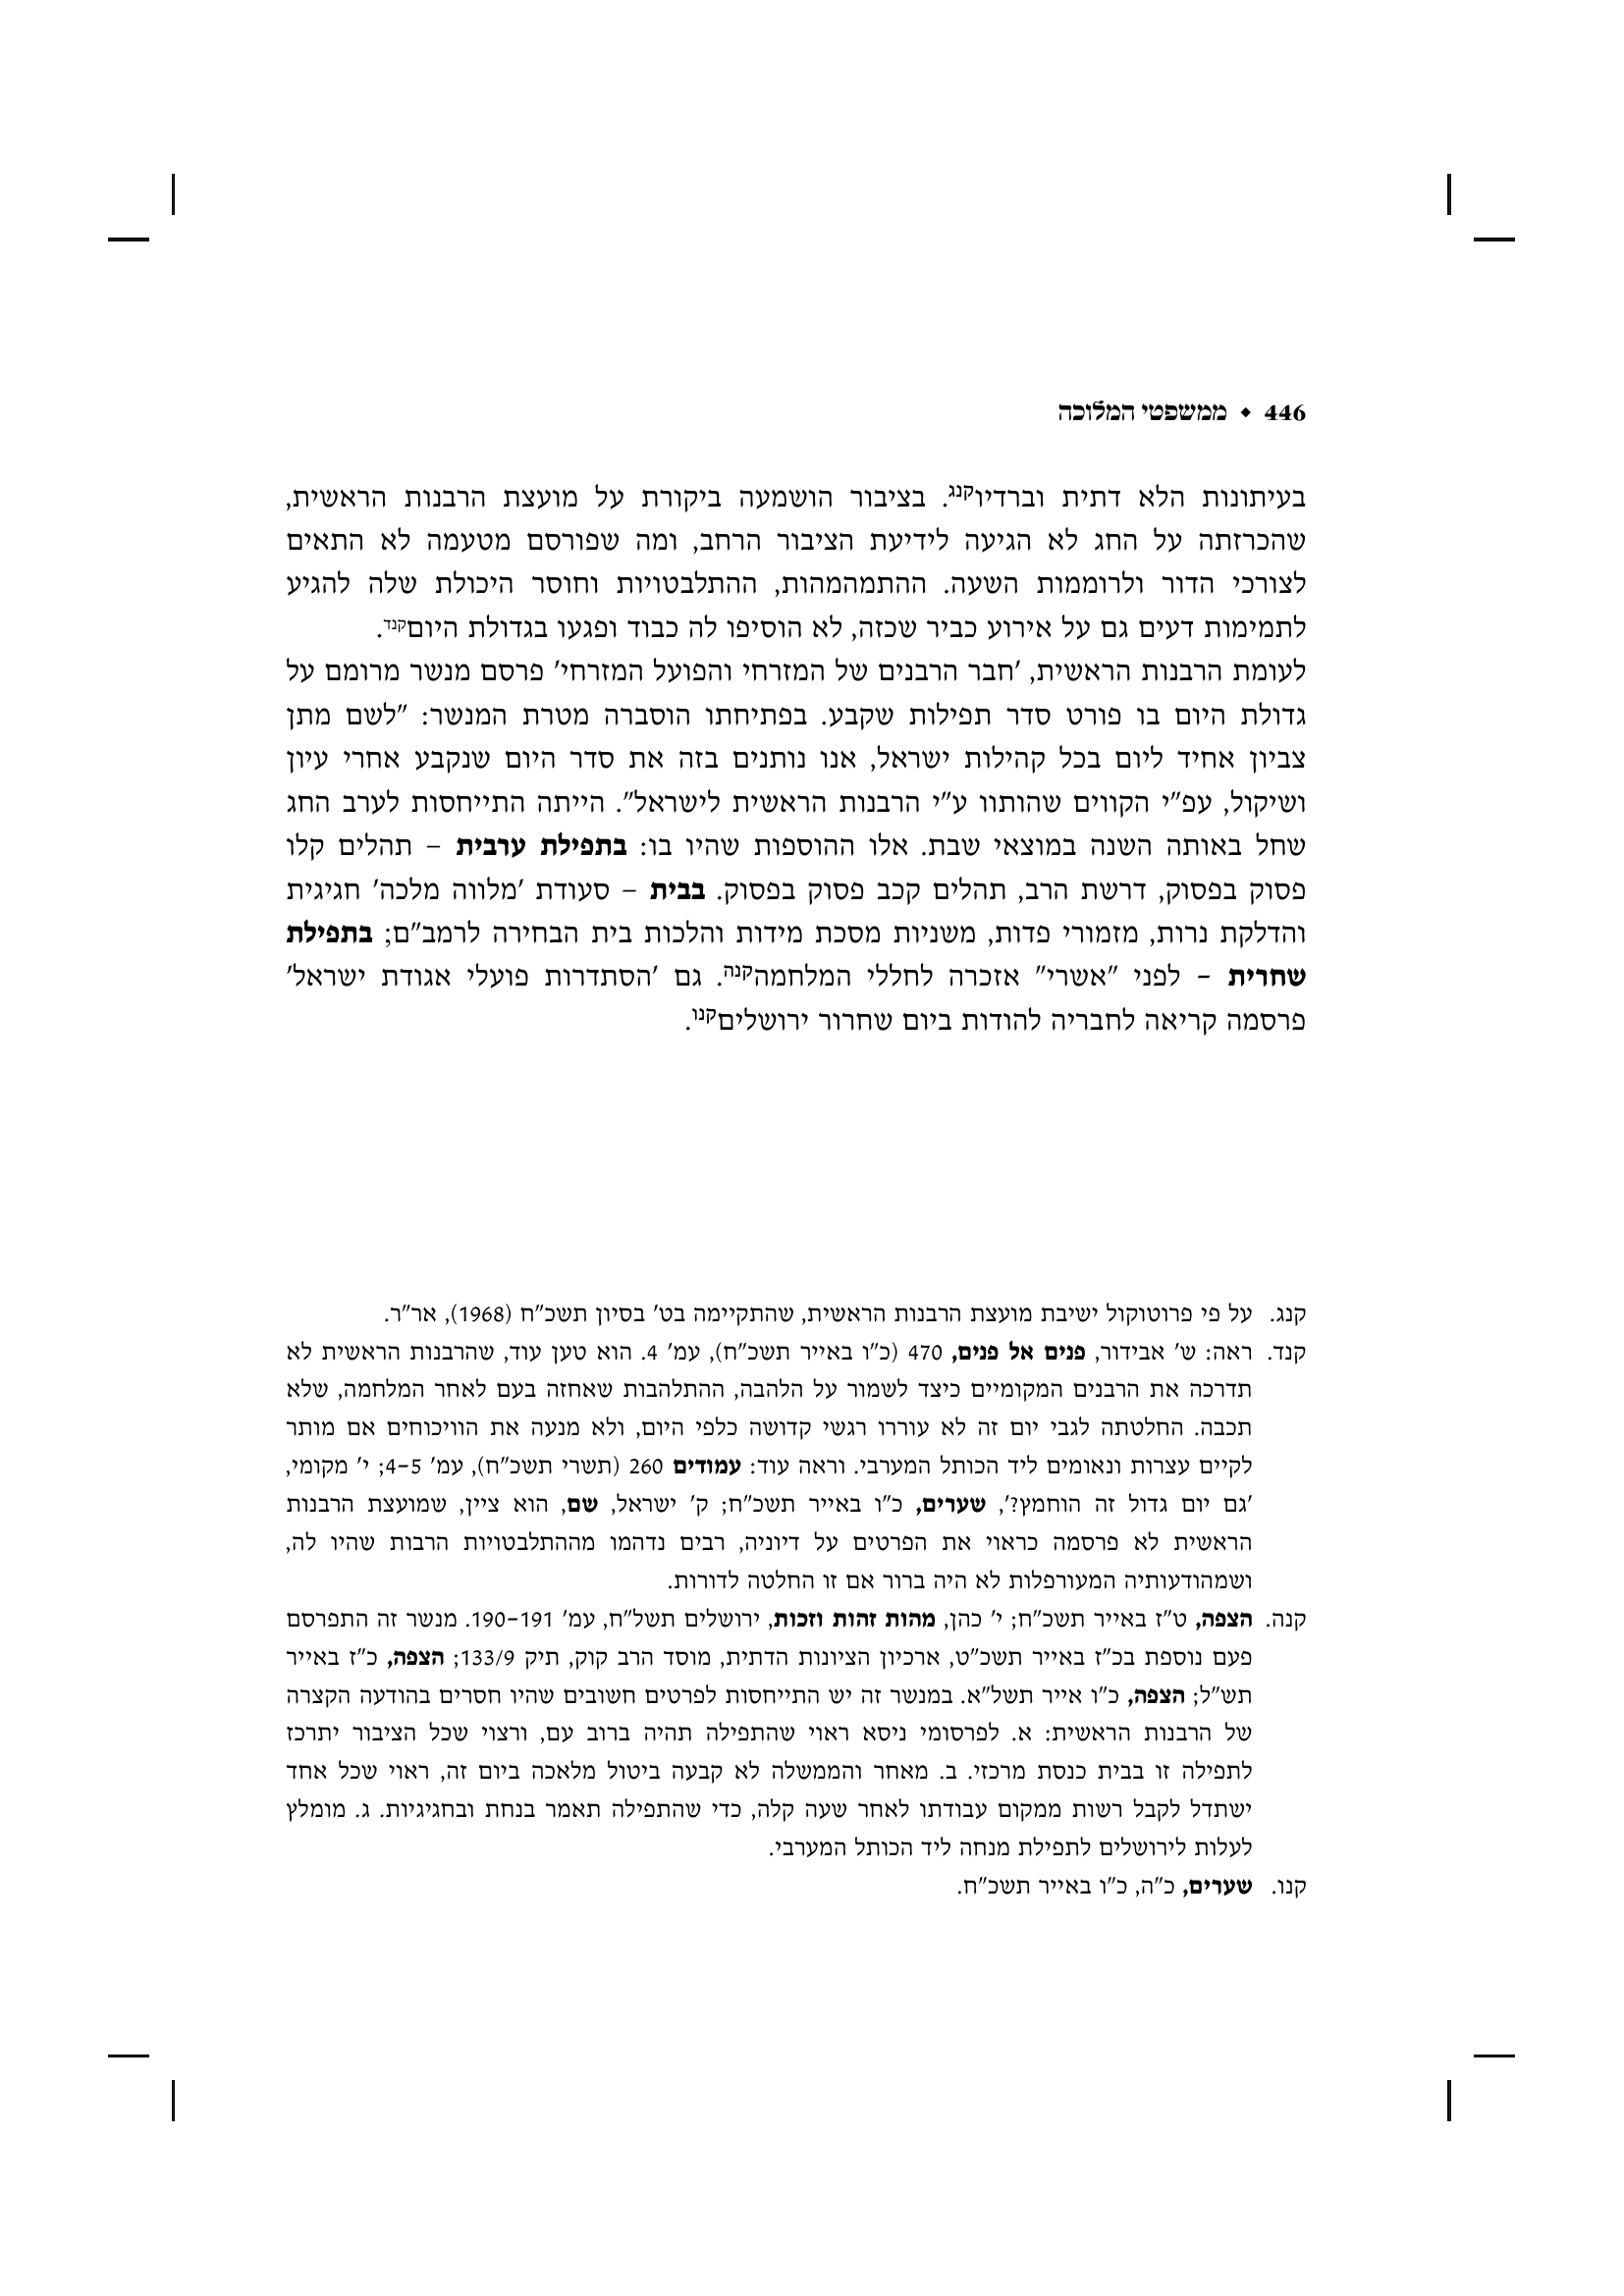 446 ◆ ממשפטי המלוכה
בעיתונות הלא דתית וברדיוקנג. בציבור הושמעה ביקורת על מועצת הרבנות הראשית,
שהכרזתה על החג לא הגיעה לידיעת הציבור הרחב, ומה שפורסם מטעמה לא התאים
לצורכי הדור ולרוממות השעה. ההתמהמהות, ההתלבטויות וחוסר היכולת שלה להגיע
לתמימות דעים גם על אירוע כביר שכזה, לא הוסיפו לה כבוד ופגעו בגדולת היוםקנד.
לעומת הרבנות הראשית, 'חבר הרבנים של המזרחי והפועל המזרחי' פרסם מנשר מרומם על
גדולת היום בו פורט סדר תפילות שקבע. בפתיחתו הוסברה מטרת המנשר: "לשם מתן
צביון אחיד ליום בכל קהילות ישראל, אנו נותנים בזה את סדר היום שנקבע אחרי עיון
ושיקול, עפ"י הקווים שהותוו ע"י הרבנות הראשית לישראל". הייתה התייחסות לערב החג
שחל באותה השנה במוצאי שבת. אלו ההוספות שהיו בו: בתפילת ערבית – תהלים קלו
פסוק בפסוק, דרשת הרב, תהלים קכב פסוק בפסוק. בבית – סעודת 'מלווה מלכה' חגיגית
והדלקת נרות, מזמורי פדות, משניות מסכת מידות והלכות בית הבחירה לרמב"ם; בתפילת
שחרית – לפני "אשרי" אזכרה לחללי המלחמהקנה. גם 'הסתדרות פועלי אגודת ישראל'
פרסמה קריאה לחבריה להודות ביום שחרור ירושליםקנו.
קנג. על פי פרוטוקול ישיבת מועצת הרבנות הראשית, שהתקיימה בט' בסיון תשכ"ח (1968), אר"ר.
קנד. ראה: ש' אבידור, פנים אל פנים, 470 (כ"ו באייר תשכ"ח), עמ' 4. הוא טען עוד, שהרבנות הראשית לא
תדרכה את הרבנים המקומיים כיצד לשמור על הלהבה, ההתלהבות שאחזה בעם לאחר המלחמה, שלא
תכבה. החלטתה לגבי יום זה לא עוררו רגשי קדושה כלפי היום, ולא מנעה את הוויכוחים אם מותר
לקיים עצרות ונאומים ליד הכותל המערבי. וראה עוד: עמודים 260 (תשרי תשכ"ח), עמ' 4–5; י' מקומי,
'גם יום גדול זה הוחמץ?', שערים, כ"ו באייר תשכ"ח; ק' ישראל, שם, הוא ציין, שמועצת הרבנות
הראשית לא פרסמה כראוי את הפרטים על דיוניה, רבים נדהמו מההתלבטויות הרבות שהיו לה,
ושמהודעותיה המעורפלות לא היה ברור אם זו החלטה לדורות.
קנה. הצפה, ט"ז באייר תשכ"ח; י' כהן, מהות זהות וזכות, ירושלים תשל"ח, עמ' 190–191. מנשר זה התפרסם
פעם נוספת בכ"ז באייר תשכ"ט, ארכיון הציונות הדתית, מוסד הרב קוק, תיק 133/9; הצפה, כ"ז באייר
תש"ל; הצפה, כ"ו אייר תשל"א. במנשר זה יש התייחסות לפרטים חשובים שהיו חסרים בהודעה הקצרה
של הרבנות הראשית: א. לפרסומי ניסא ראוי שהתפילה תהיה ברוב עם, ורצוי שכל הציבור יתרכז
לתפילה זו בבית כנסת מרכזי. ב. מאחר והממשלה לא קבעה ביטול מלאכה ביום זה, ראוי שכל אחד
ישתדל לקבל רשות ממקום עבודתו לאחר שעה קלה, כדי שהתפילה תאמר בנחת ובחגיגיות. ג. מומלץ
לעלות לירושלים לתפילת מנחה ליד הכותל המערבי.
קנו. שערים, כ"ה, כ"ו באייר תשכ"ח.